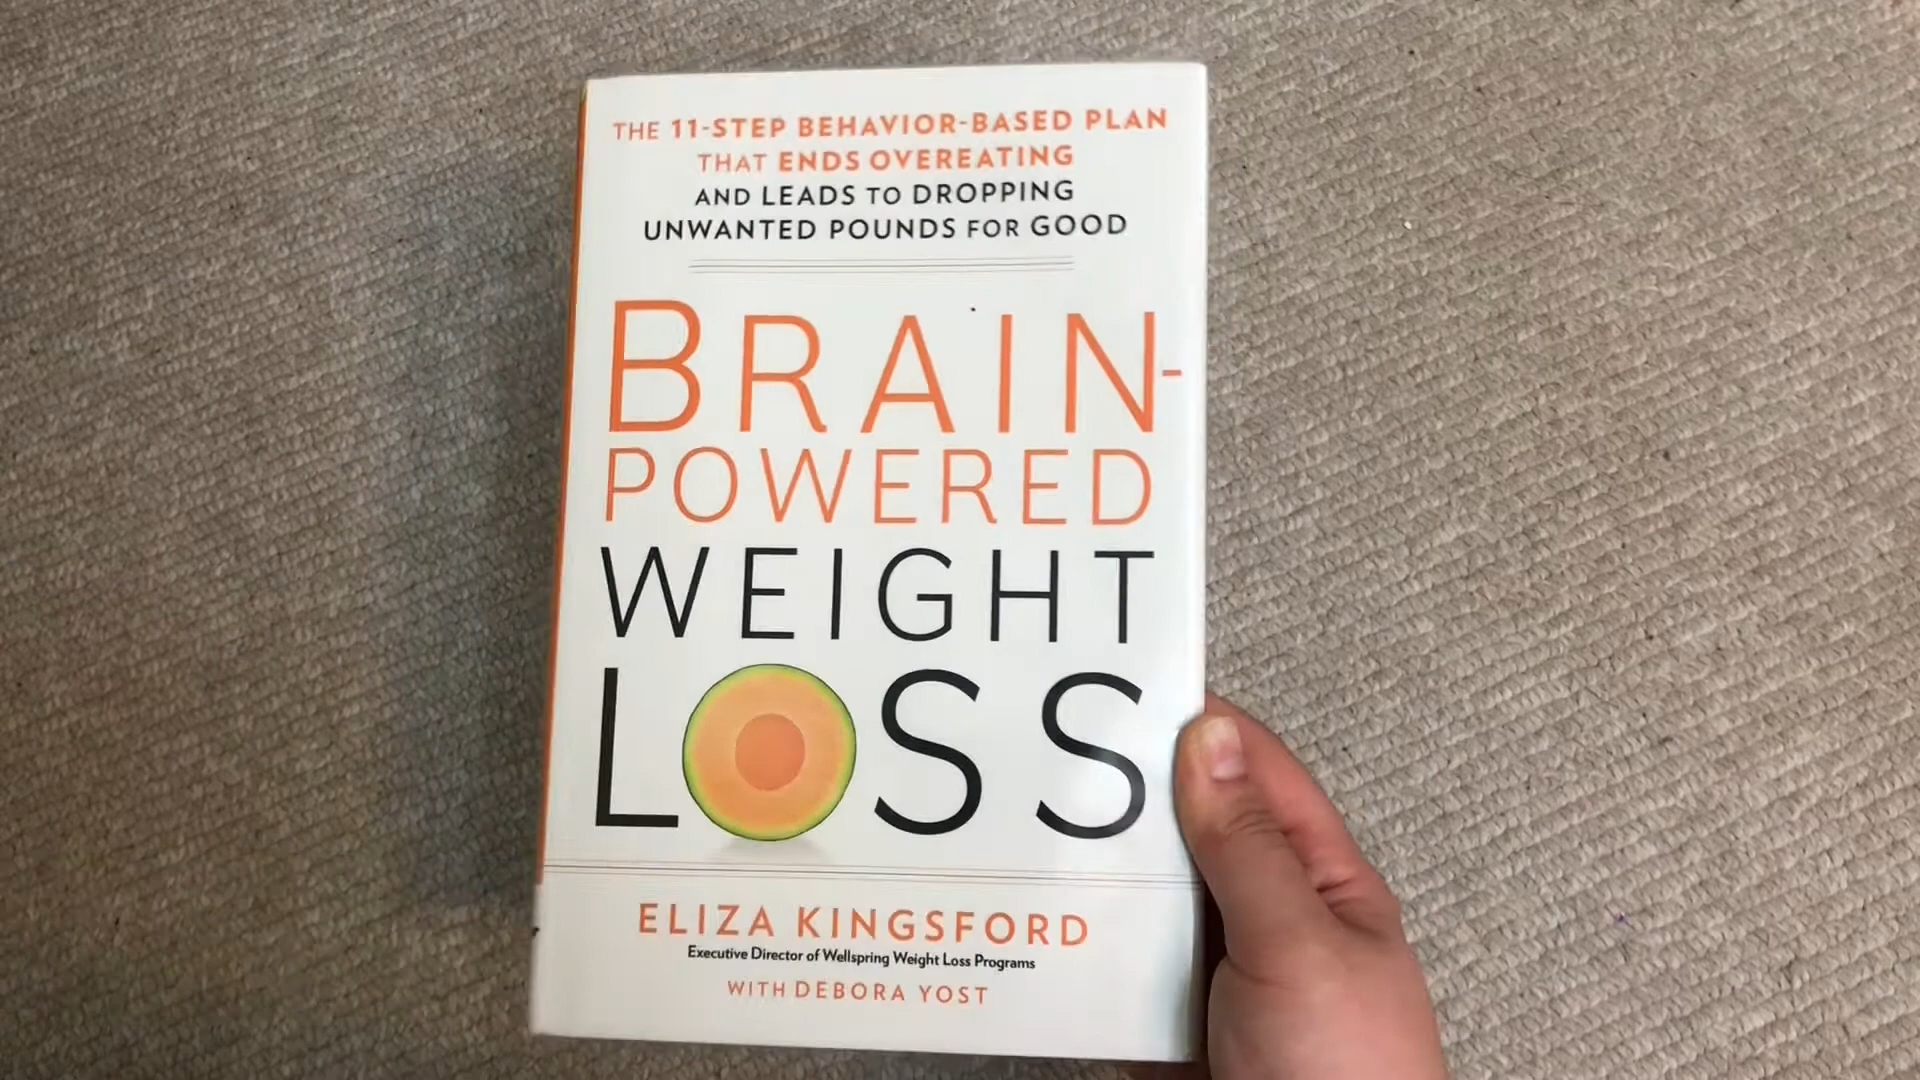 THE 11-STEP BEHAVIOR-BASED PLAN
THAT ENDS OVEREATING
AND LEADS TO DROPPING
UNWANTED POUNDS FOR GOOD
BRAIN-
POWERED
WEIGHT
LOSS
ELIZA KINGSFORD
Executive Director of Wellspring Weight Loss Programs
WITH DEBORA YOST